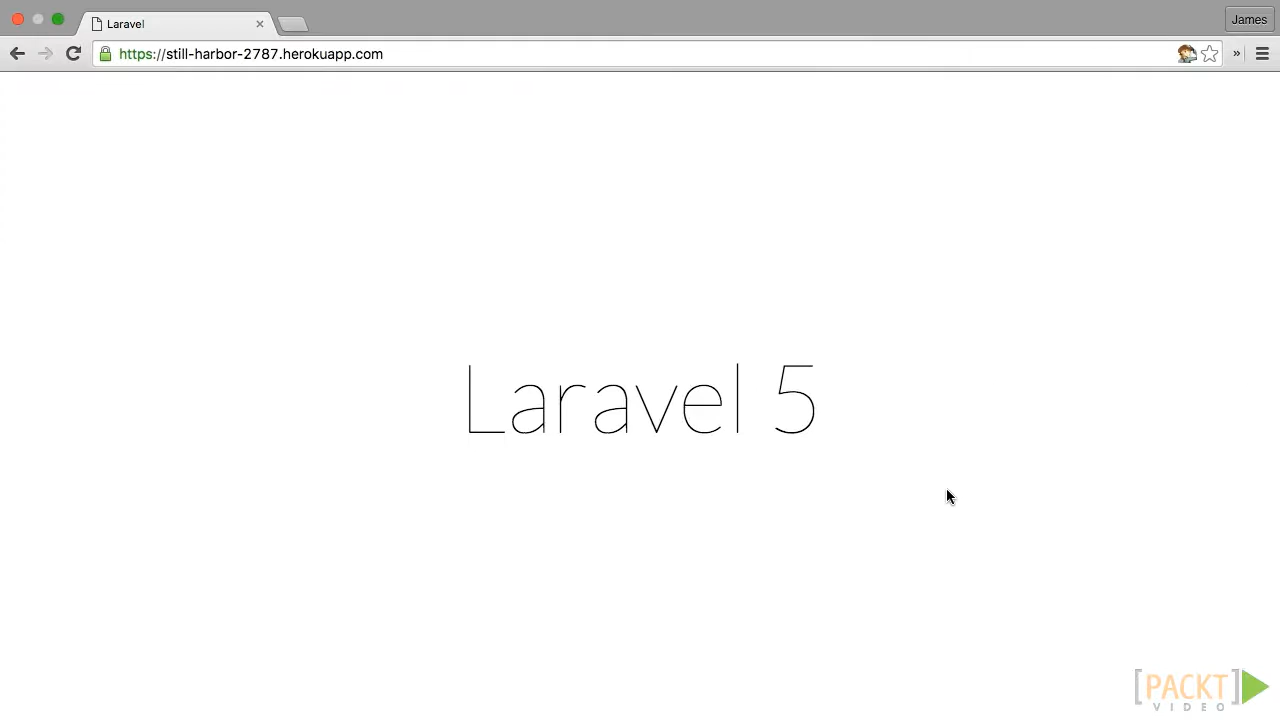 Laravel
James
https://still-harbor-2787.herokuapp.com
»
Laravel 5
[PACKT]
VIDEO